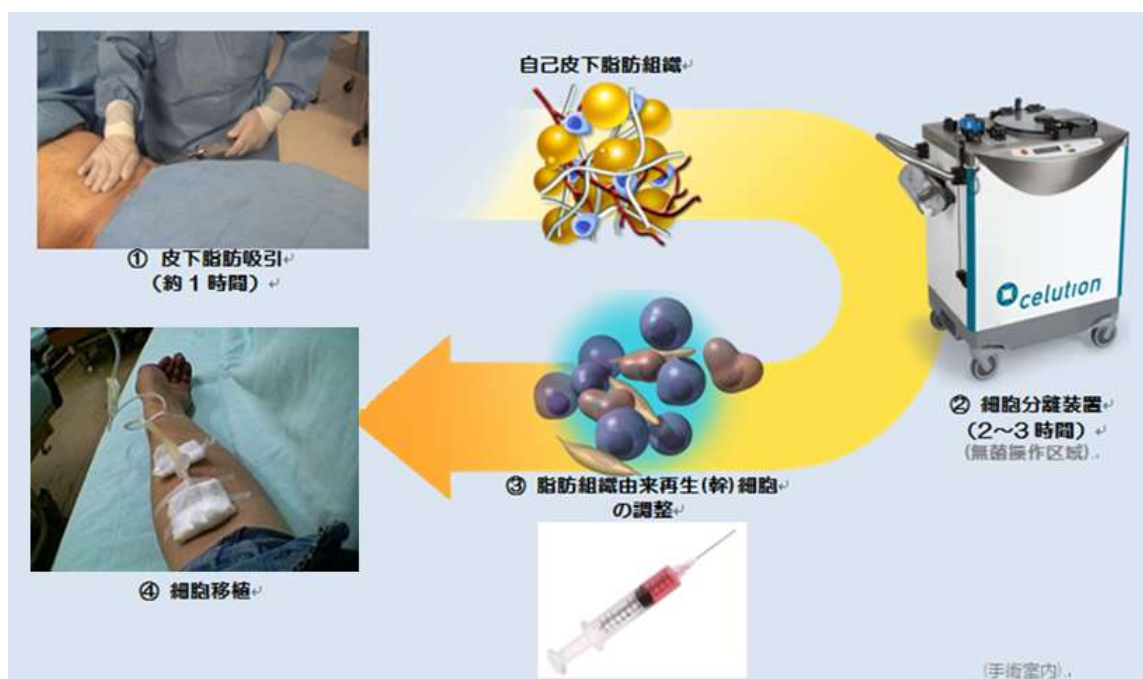 ① 皮下脂肪吸引↵
（約1時間）↵
自己皮下脂肪組織↵
celution
② 細胞分離装置↵
（2～3時間）↵
(無菌操作区域)↵
③ 脂肪組織由来再生(幹)細胞↵
の調整↵
④ 細胞移植↵
(手術室内)↵